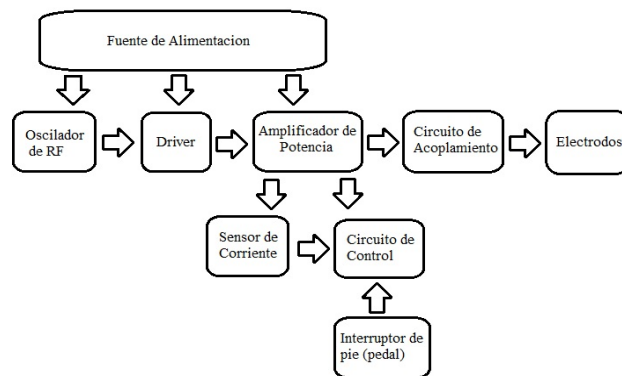 Fuente de Alimentacion
Oscilador
de RF
Driver
Amplificador de
Potencia
Circuito de
Acoplamiento
Electrodos
Sensor de
Corriente
Circuito de
Control
Interruptor de
pie (pedal)